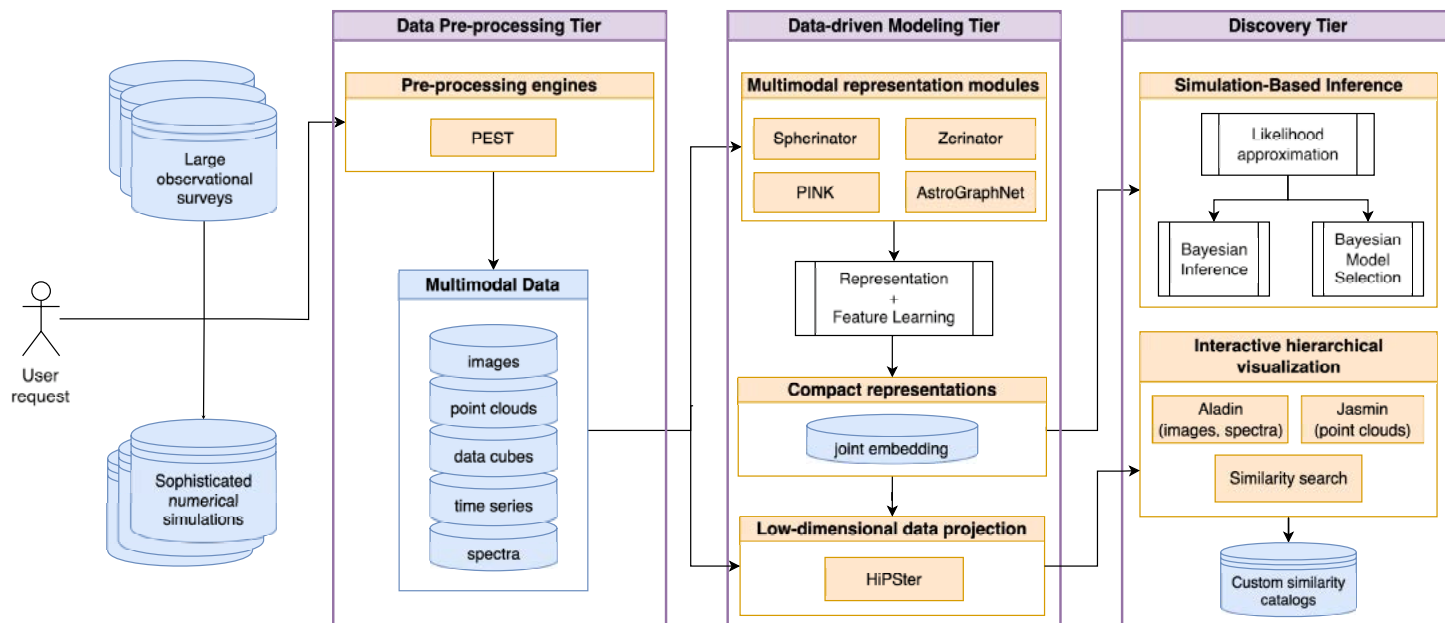 Large
observational
surveys
User
request
Sophisticated
numerical
simulations
Data Pre-processing Tier
Pre-processing engines
PEST
Multimodal Data
images
point clouds
data cubes
time series
spectra
Data-driven Modeling Tier
Multimodal representation modules
Spherinator
Zerinator
PINK
AstroGraphNet
Representation
+
Feature Learning
Compact representations
joint embedding
Low-dimensional data projection
HiPSter
Discovery Tier
Simulation-Based Inference
Likelihood
approximation
Bayesian
Inference
Bayesian
Model
Selection
Interactive hierarchical
visualization
Aladin
(images, spectra)
Jasmin
(point clouds)
Similarity search
Custom similarity
catalogs